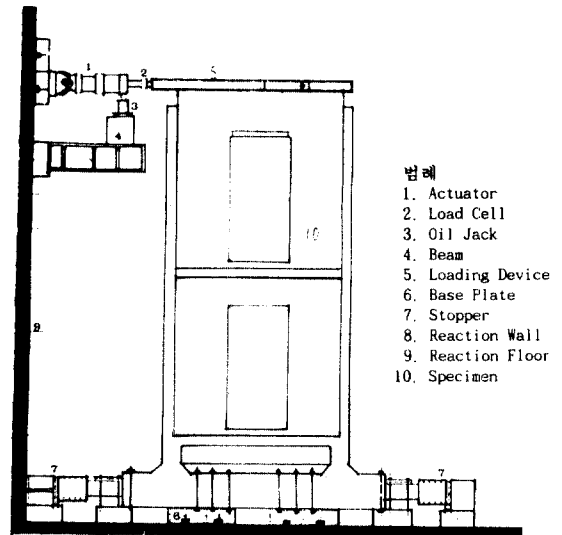 1
2
5
3
4
범례
1. Actuator
2. Load Cell
3. Oil Jack
4. Beam
5. Loading Device
6. Base Plate
7. Stopper
8. Reaction Wall
9. Reaction Floor
10. Specimen
10
9
7
7
6